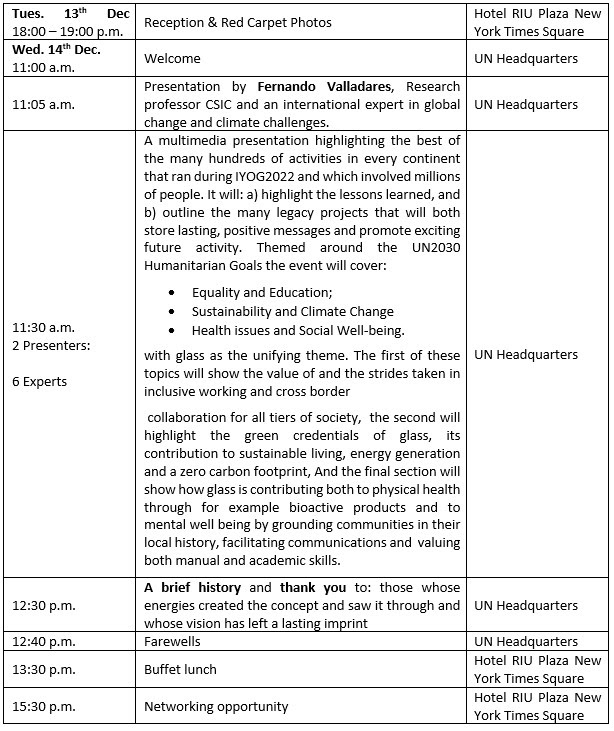 Tues. 13th Dec
18:00 – 19:00 p.m.
Reception & Red Carpet Photos
Hotel RIU Plaza New
York Times Square
Wed. 14th Dec.
11:00 a.m.
Welcome
UN Headquarters
11:05 a.m.
Presentation by Fernando Valladares, Research
professor CSIC and an international expert in global
change and climate challenges.
UN Headquarters
11:30 a.m.
2 Presenters:
6 Experts
A multimedia presentation highlighting the best of
the many hundreds of activities in every continent
that ran during IYOG2022 and which involved millions
of people. It will: a) highlight the lessons learned, and
b) outline the many legacy projects that will both
store lasting, positive messages and promote exciting
future activity. Themed around the UN2030
Humanitarian Goals the event will cover:
• Equality and Education;
• Sustainability and Climate Change
• Health issues and Social Well-being.
with glass as the unifying theme. The first of these
topics will show the value of and the strides taken in
inclusive working and cross border
collaboration for all tiers of society, the second will
highlight the green credentials of glass, its
contribution to sustainable living, energy generation
and a zero carbon footprint, And the final section will
show how glass is contributing both to physical health
through for example bioactive products and to
mental well being by grounding communities in their
local history, facilitating communications and valuing
both manual and academic skills.
UN Headquarters
12:30 p.m.
A brief history and thank you to: those whose
energies created the concept and saw it through and
whose vision has left a lasting imprint
UN Headquarters
12:40 p.m.
Farewells
UN Headquarters
13:30 p.m.
Buffet lunch
Hotel RIU Plaza New
York Times Square
15:30 p.m.
Networking opportunity
Hotel RIU Plaza New
York Times Square